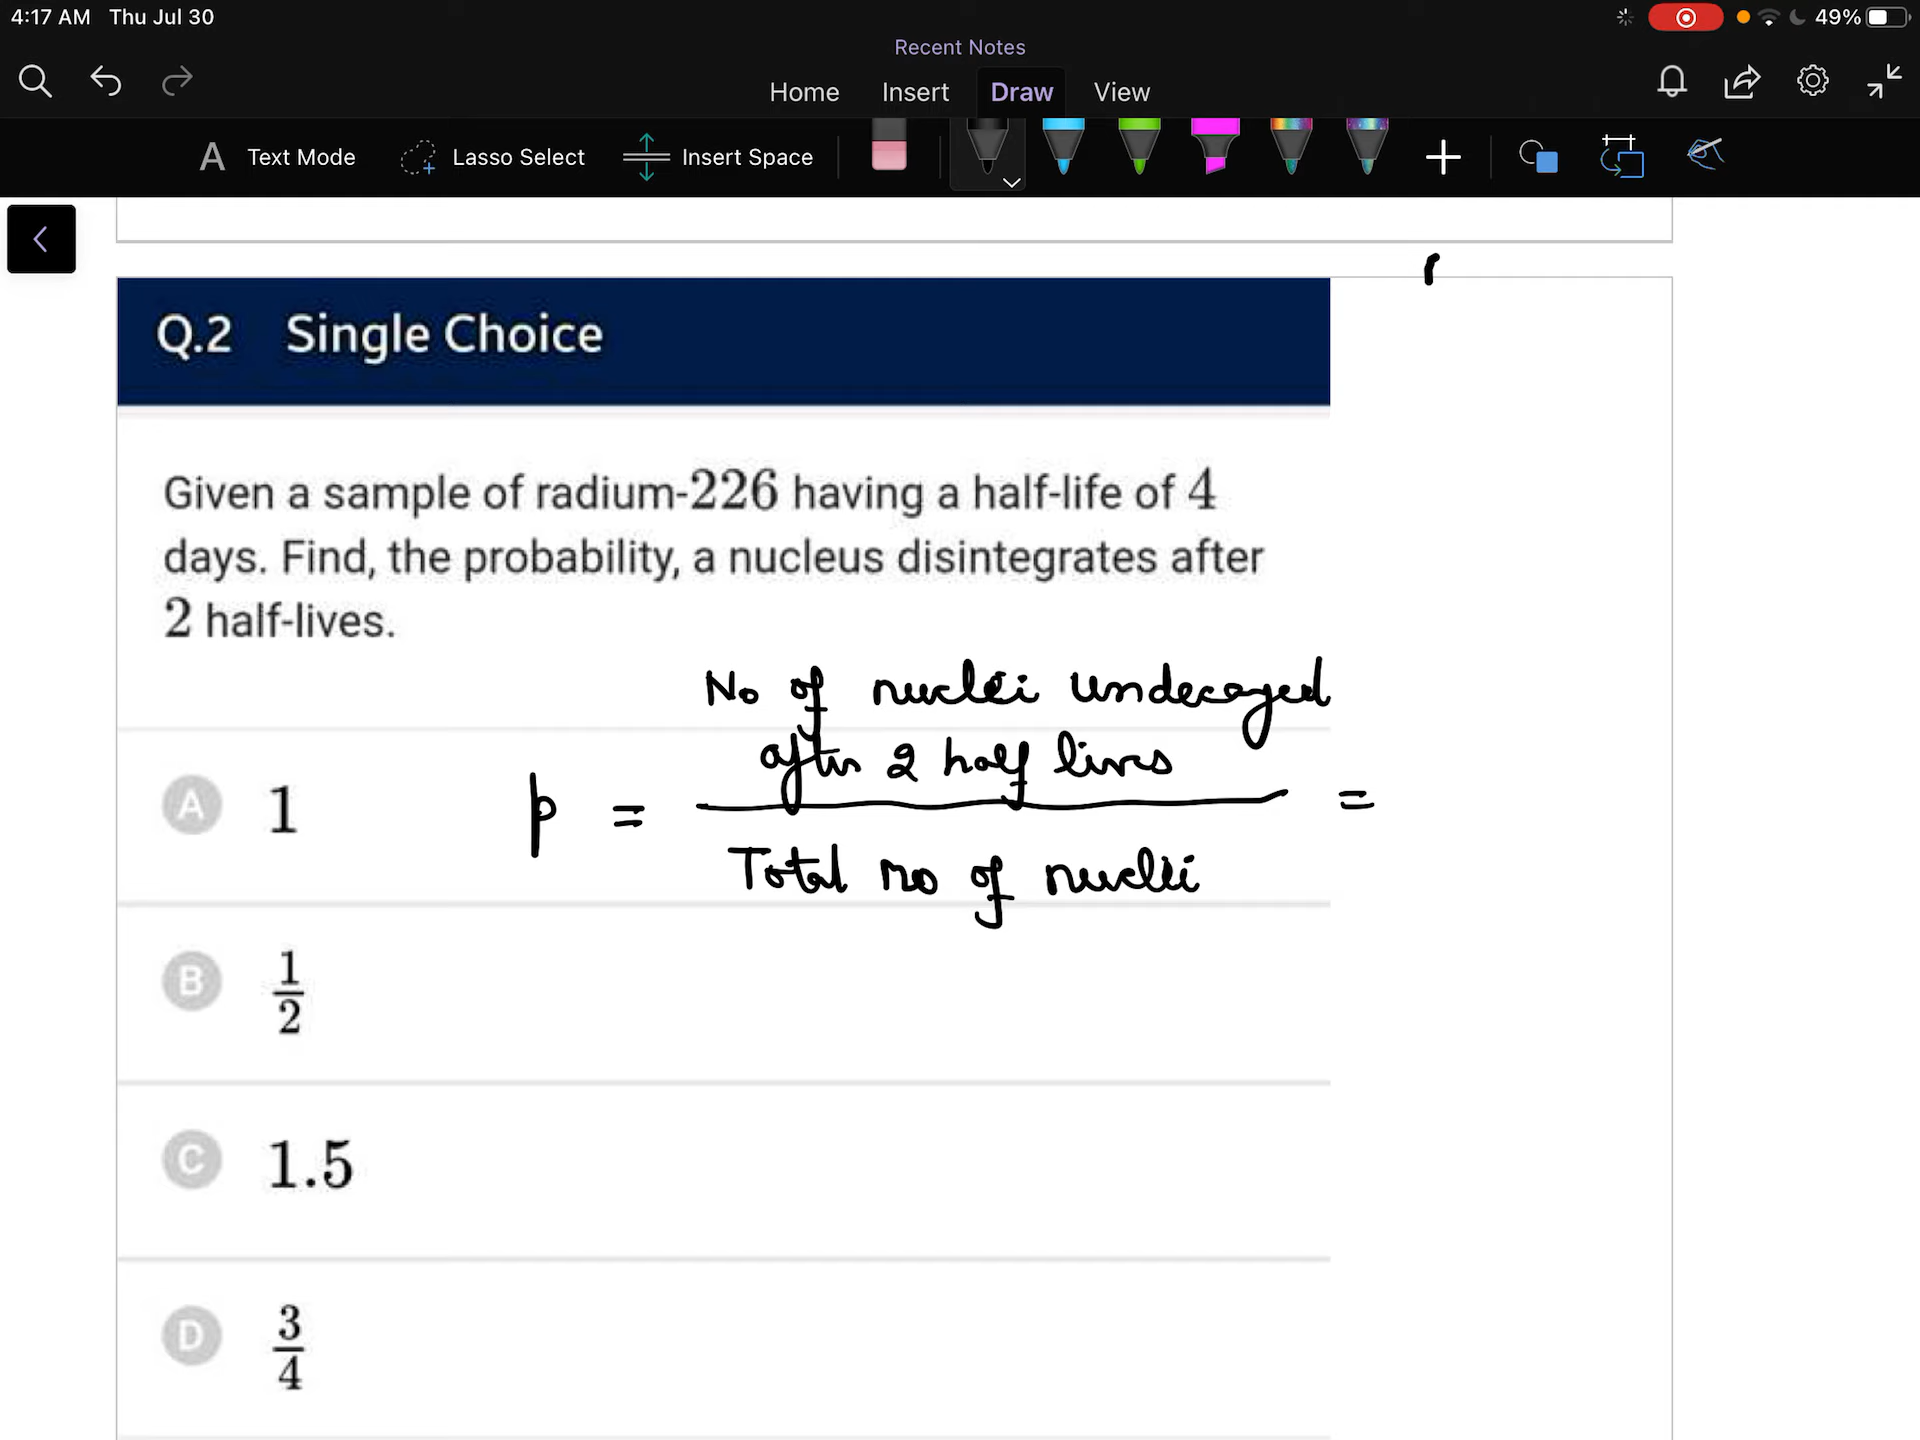 4:17 AM Thu Jul 30
49%
Recent Notes
Home Insert Draw View
A Text Mode Lasso Select Insert Space
Q.2 Single Choice
Given a sample of radium-226 having a half-life of 4
days. Find, the probability, a nucleus disintegrates after
2 half-lives.
No of nuclei undecayed
after 2 half lives
p = ———— =
Total no of nuclei
A 1
B 1/2
C 1.5
D 3/4